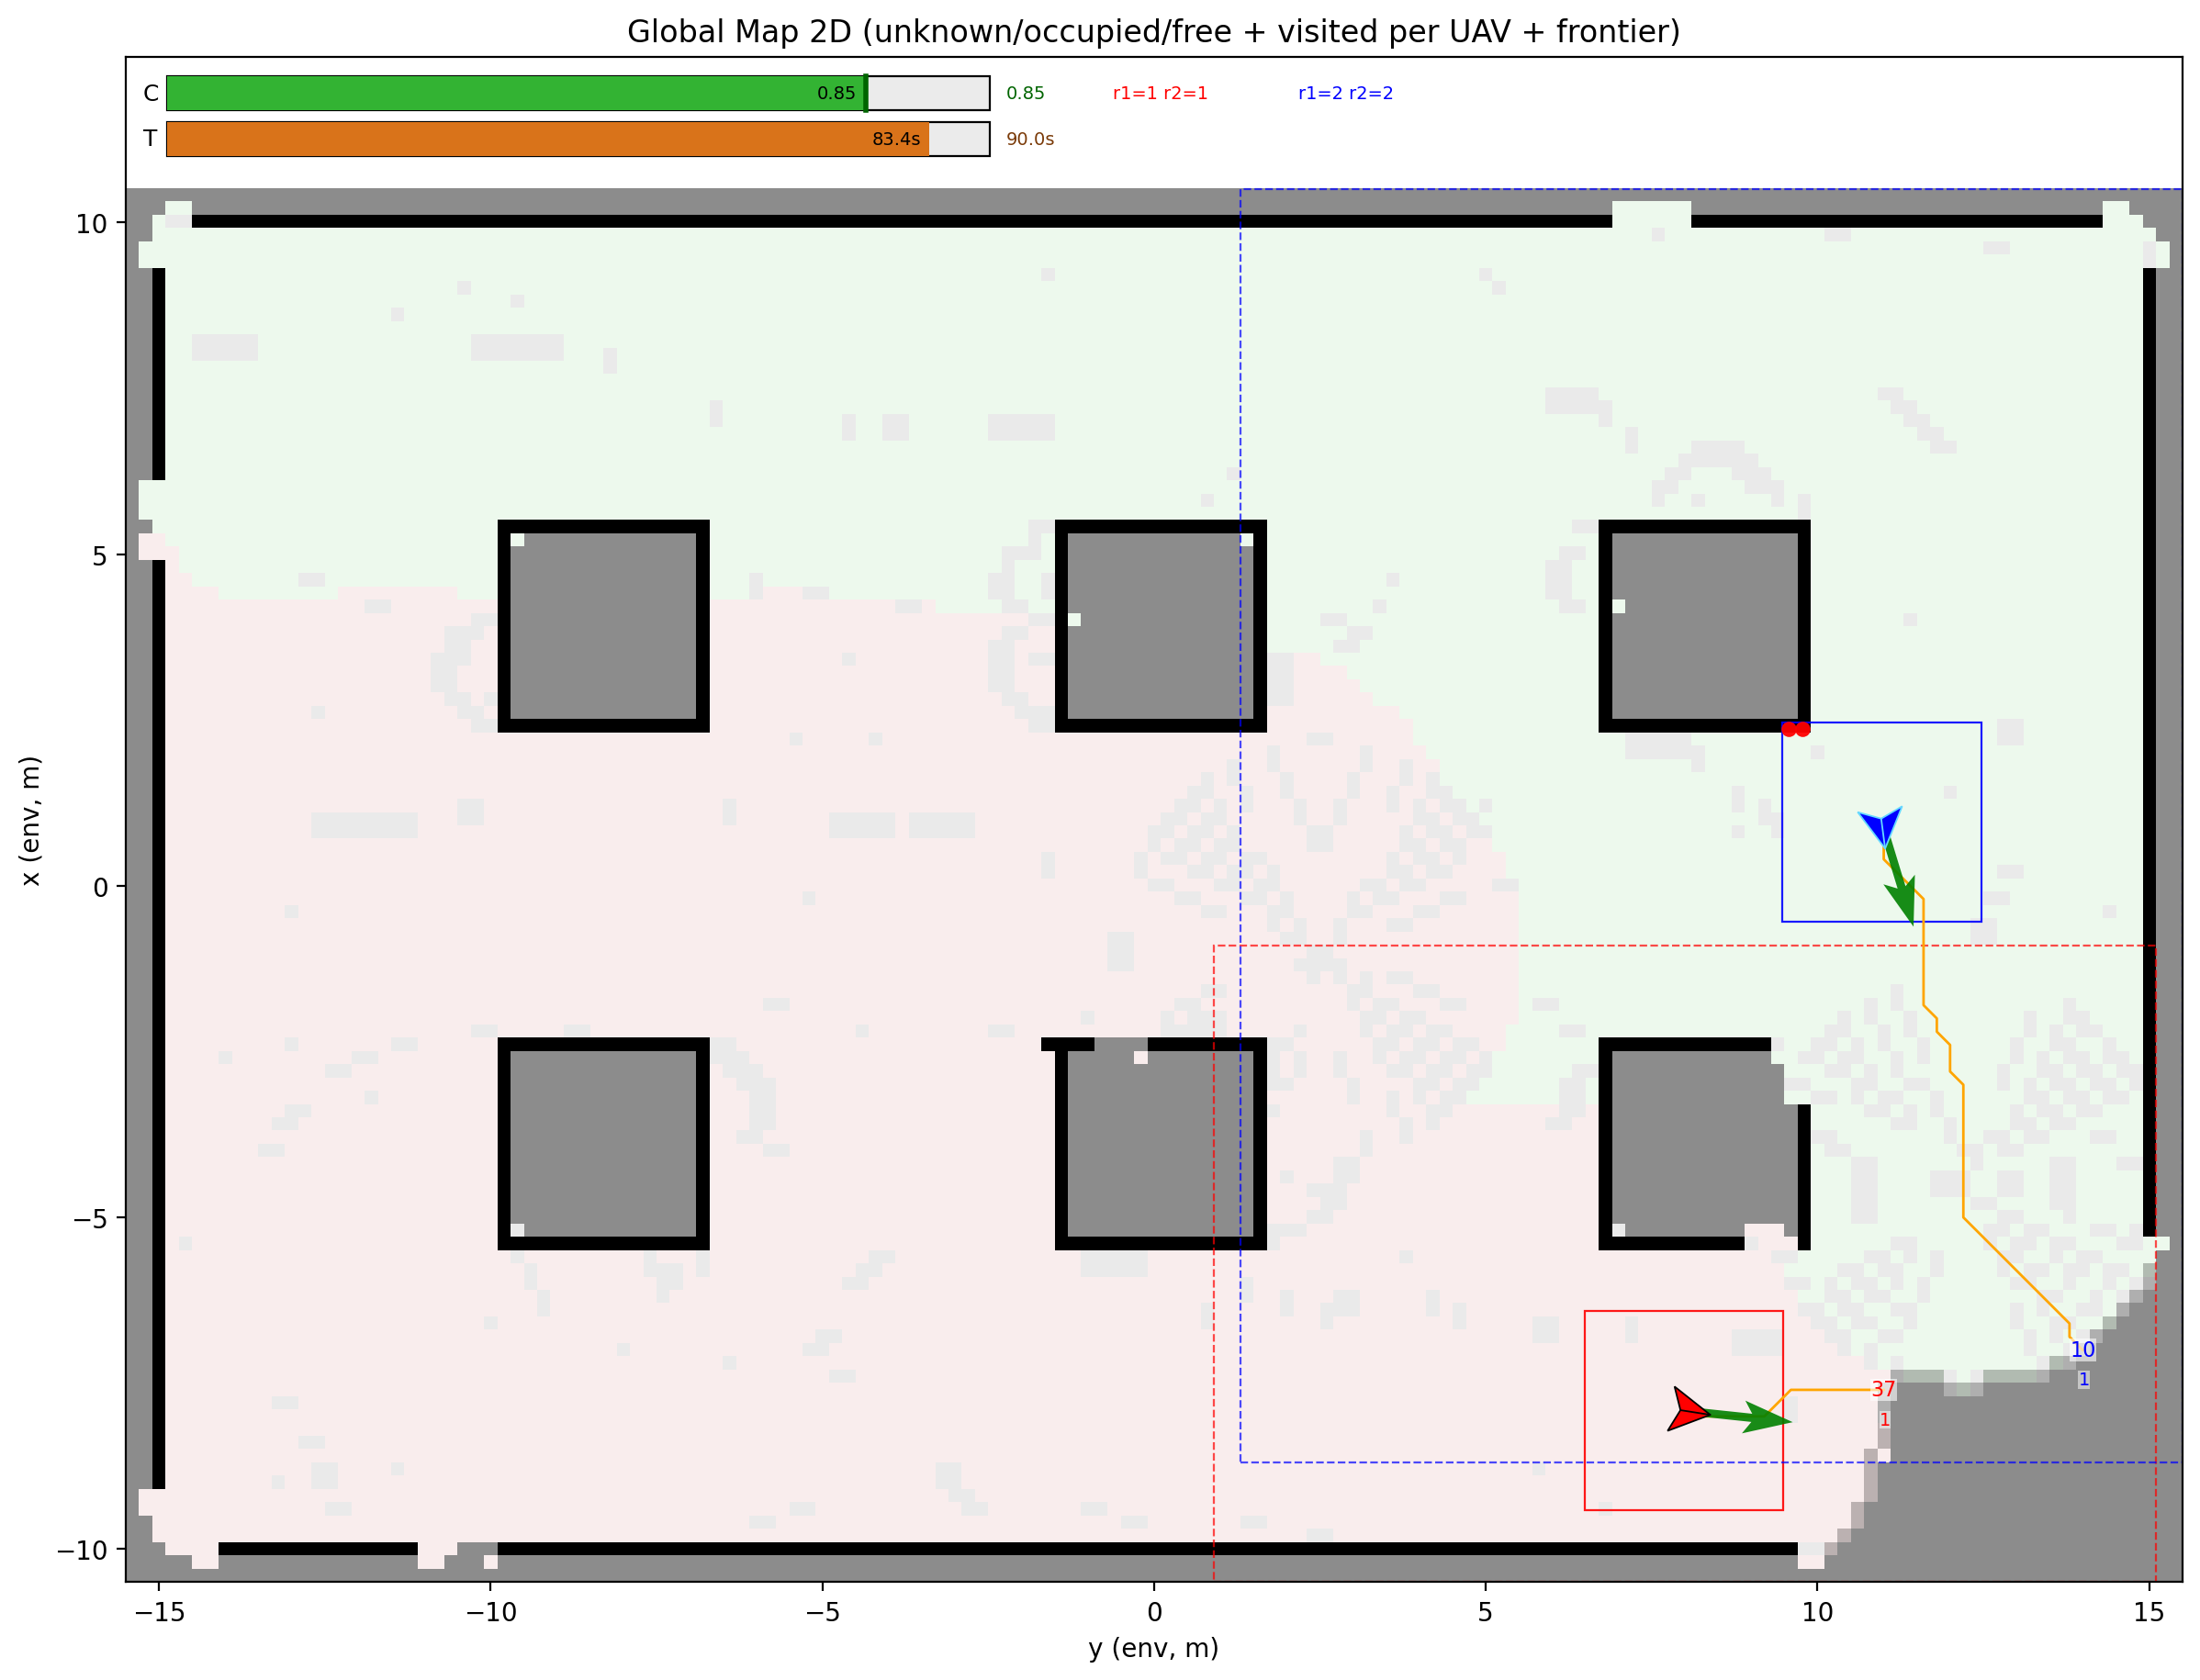 Global Map 2D (unknown/occupied/free + visited per UAV + frontier)
C 0.85 0.85 r1=1 r2=1 r1=2 r2=2
T 83.4s 90.0s
10
5
0
−5
−10
x (env, m)
10
1
37
1
−15 −10 −5 0 5 10 15
y (env, m)